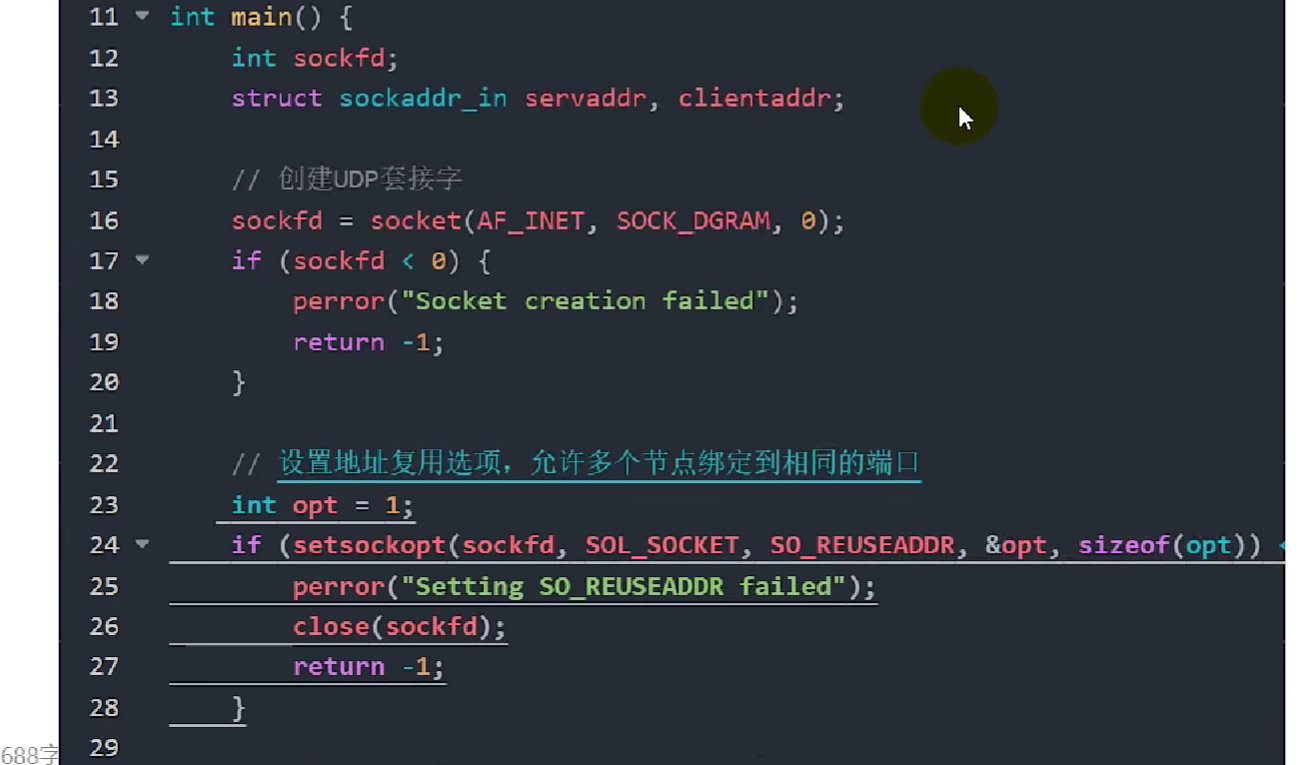 11 int main() {
12 int sockfd;
13 struct sockaddr_in servaddr, clientaddr;
14
15 // 创建UDP套接字
16 sockfd = socket(AF_INET, SOCK_DGRAM, 0);
17 if (sockfd < 0) {
18 perror("Socket creation failed");
19 return -1;
20 }
21
22 // 设置地址复用选项，允许多个节点绑定到相同的端口
23 int opt = 1;
24 if (setsockopt(sockfd, SOL_SOCKET, SO_REUSEADDR, &opt, sizeof(opt)) <
25 perror("Setting SO_REUSEADDR failed");
26 close(sockfd);
27 return -1;
28 }
29
688字